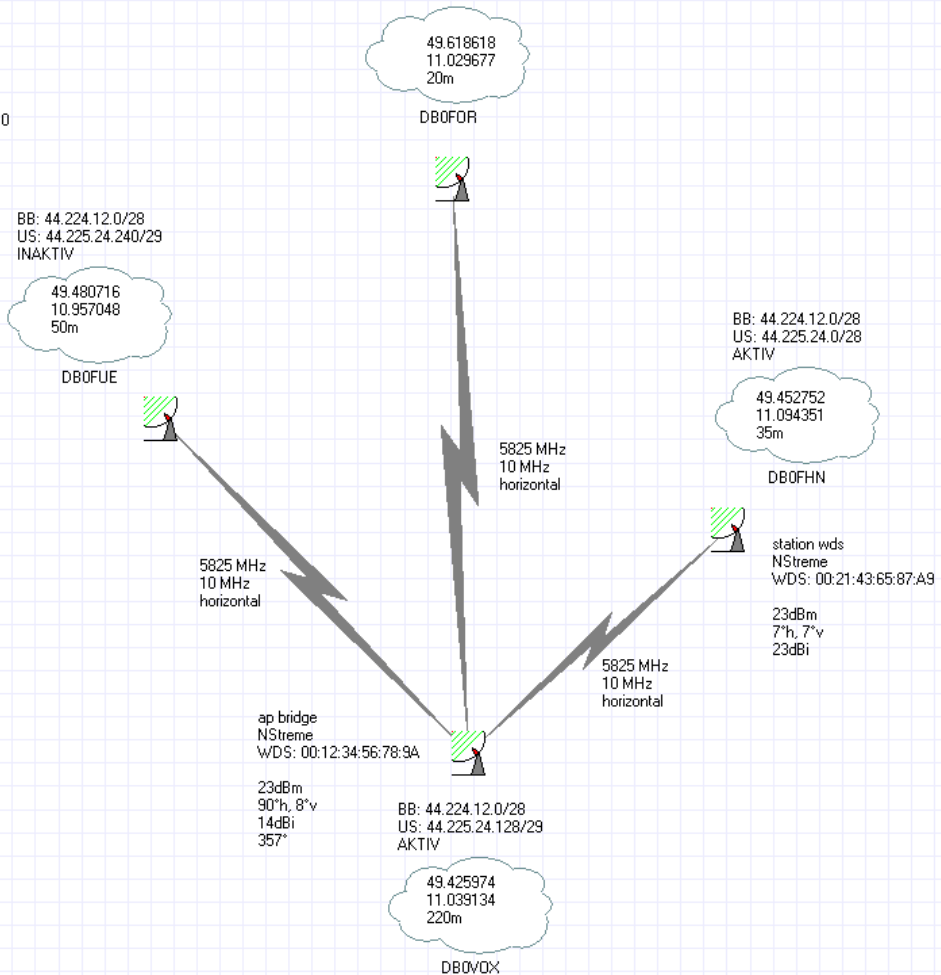 49.618618
11.029677
20m
DB0FOR
0
BB: 44.224.12.0/28
US: 44.225.24.240/29
INAKTIV
49.480716
10.957048
50m
DB0FUE
BB: 44.224.12.0/28
US: 44.225.24.0/28
AKTIV
49.452752
11.094351
35m
DB0FHN
5825 MHz
10 MHz
horizontal
station wds
NStreme
WDS: 00:21:43:65:87:A9
23dBm
7°h, 7°v
23dBi
5825 MHz
10 MHz
horizontal
5825 MHz
10 MHz
horizontal
ap bridge
NStreme
WDS: 00:12:34:56:78:9A
23dBm
90°h, 8°v
14dBi
357°
BB: 44.224.12.0/28
US: 44.225.24.128/29
AKTIV
49.425974
11.039134
220m
DB0VOX